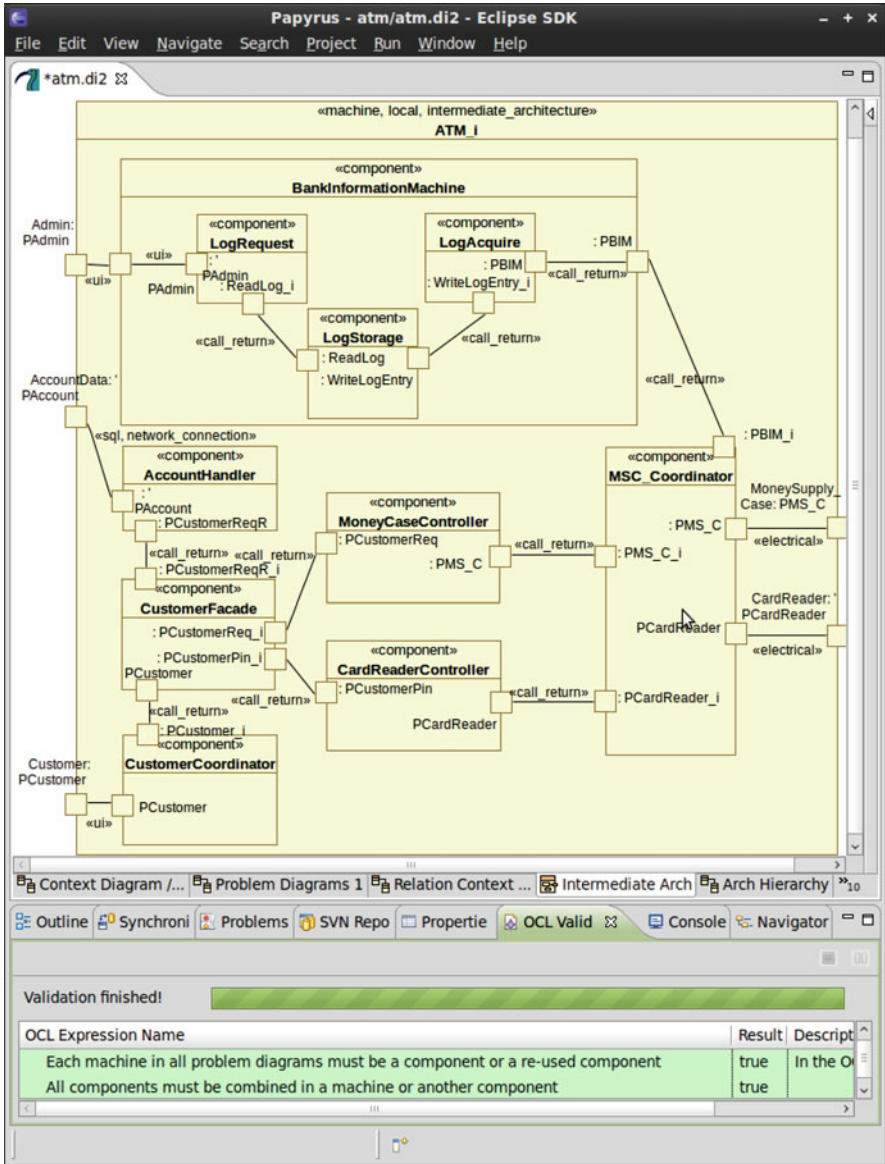 Papyrus - atm/atm.di2 - Eclipse SDK
File Edit View Navigate Search Project Run Window Help
*atm.di2
«machine, local, intermediate_architecture»
ATM_i
«component»
BankInformationMachine
Admin:
PAdmin
«ui»
«ui»
«component»
LogRequest
: '
PAdmin
PAdmin
: ReadLog_i
«component»
LogAcquire
: PBIM
: WriteLogEntry_i
: PBIM
«call_return»
«call_return»
«component»
LogStorage
: ReadLog
: WriteLogEntry
«call_return»
«call_return»
AccountData: '
PAccount
«sql, network_connection»
: PBIM_i
«component»
AccountHandler
: '
PAccount
: PCustomerReqR
«call_return»
«call_return»
: PCustomerReqR_i
«component»
CustomerFacade
: PCustomerReq_i
: PCustomerPin_i
PCustomer
«call_return»
«call_return»
: PCustomer_i
«component»
CustomerCoordinator
PCustomer
Customer:
PCustomer
«ui»
«component»
MoneyCaseController
: PCustomerReq
: PMS_C
«call_return»
«component»
CardReaderController
: PCustomerPin
PCardReader
«call_return»
«component»
MSC_Coordinator
: PMS_C
: PMS_C_i
PCardReader
: PCardReader_i
MoneySupply_
Case: PMS_C
«electrical»
CardReader: '
PCardReader
«electrical»
Context Diagram /... Problem Diagrams 1 Relation Context ... Intermediate Arch Arch Hierarchy »10
Outline Synchroni Problems SVN Repo Propertie OCL Valid Console Navigator
Validation finished!
OCL Expression Name Result Descript
Each machine in all problem diagrams must be a component or a re-used component true In the O
All components must be combined in a machine or another component true